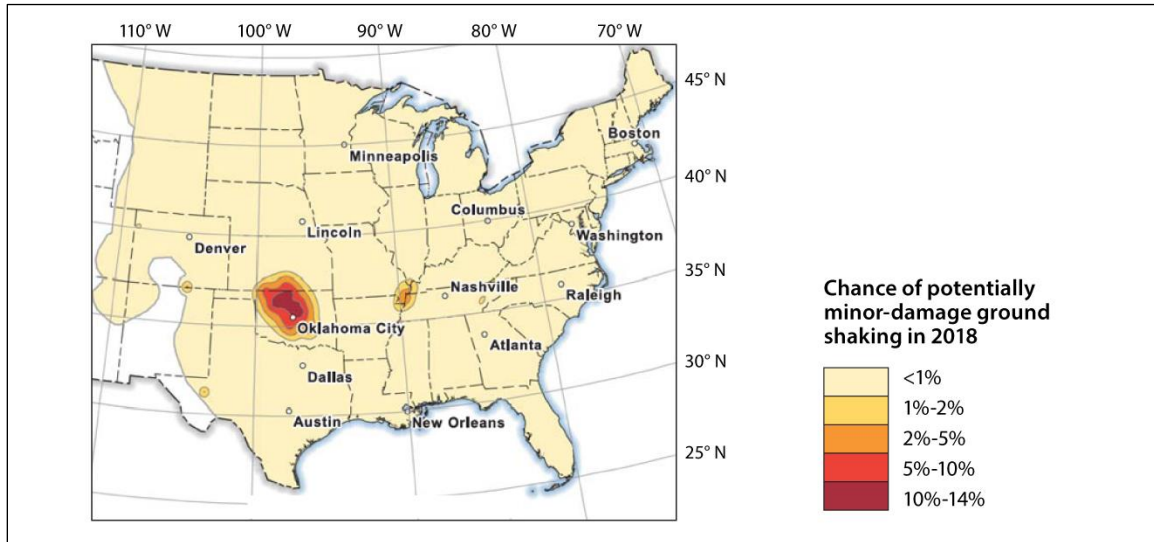 110° W 100° W 90° W 80° W 70° W
45° N
Boston
Minneapolis
40° N
Columbus
Lincoln
Washington
Denver
35° N
Nashville
Raleigh
Oklahoma City
Atlanta
30° N
Dallas
Austin
New Orleans
25° N
Chance of potentially
minor-damage ground
shaking in 2018
<1%
1%-2%
2%-5%
5%-10%
10%-14%